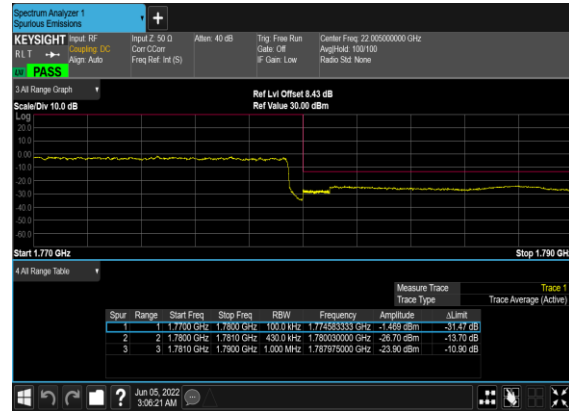 Spectrum Analyzer 1
Spurious Emissions
KEYSIGHT Input: RF
R L T
Coupling: DC
Align: Auto
Input Z: 50 Ω
Corr CCorr
Freq Ref: Int (S)
Atten: 40 dB
Trig: Free Run
Gate: Off
IF Gain: Low
Center Freq: 22.005000000 GHz
Avg|Hold: 100/100
Radio Std: None
PASS
3 All Range Graph
Ref Lvl Offset 8.43 dB
Scale/Div 10.0 dB
Ref Value 30.00 dBm
Log
20.0
10.0
0.00
-10.0
-20.0
-30.0
-40.0
-50.0
-60.0
Start 1.770 GHz
Stop 1.790 GHz
4 All Range Table
Measure Trace Trace 1
Trace Type Trace Average (Active)
Spur Range Start Freq Stop Freq RBW Frequency Amplitude ΔLimit
1 1 1.7700 GHz 1.7800 GHz 100.0 kHz 1.774583333 GHz -1.469 dBm -31.47 dB
2 2 1.7800 GHz 1.7810 GHz 430.0 kHz 1.780030000 GHz -26.70 dBm -13.70 dB
3 3 1.7810 GHz 1.7900 GHz 1.000 MHz 1.787975000 GHz -23.90 dBm -10.90 dB
Jun 05, 2022
3:06:21 AM